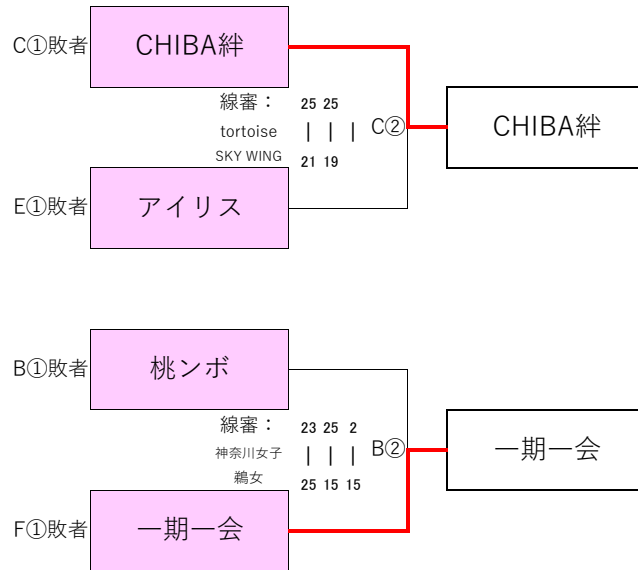 C①敗者
CHIBA絆
線審：
25 25
CHIBA絆
tortoise
| | |
C②
SKY WING
21 19
E①敗者
アイリス
B①敗者
桃ンボ
線審：
23 25 2
一期一会
神奈川女子
| | |
B②
鵜女
25 15 15
F①敗者
一期一会